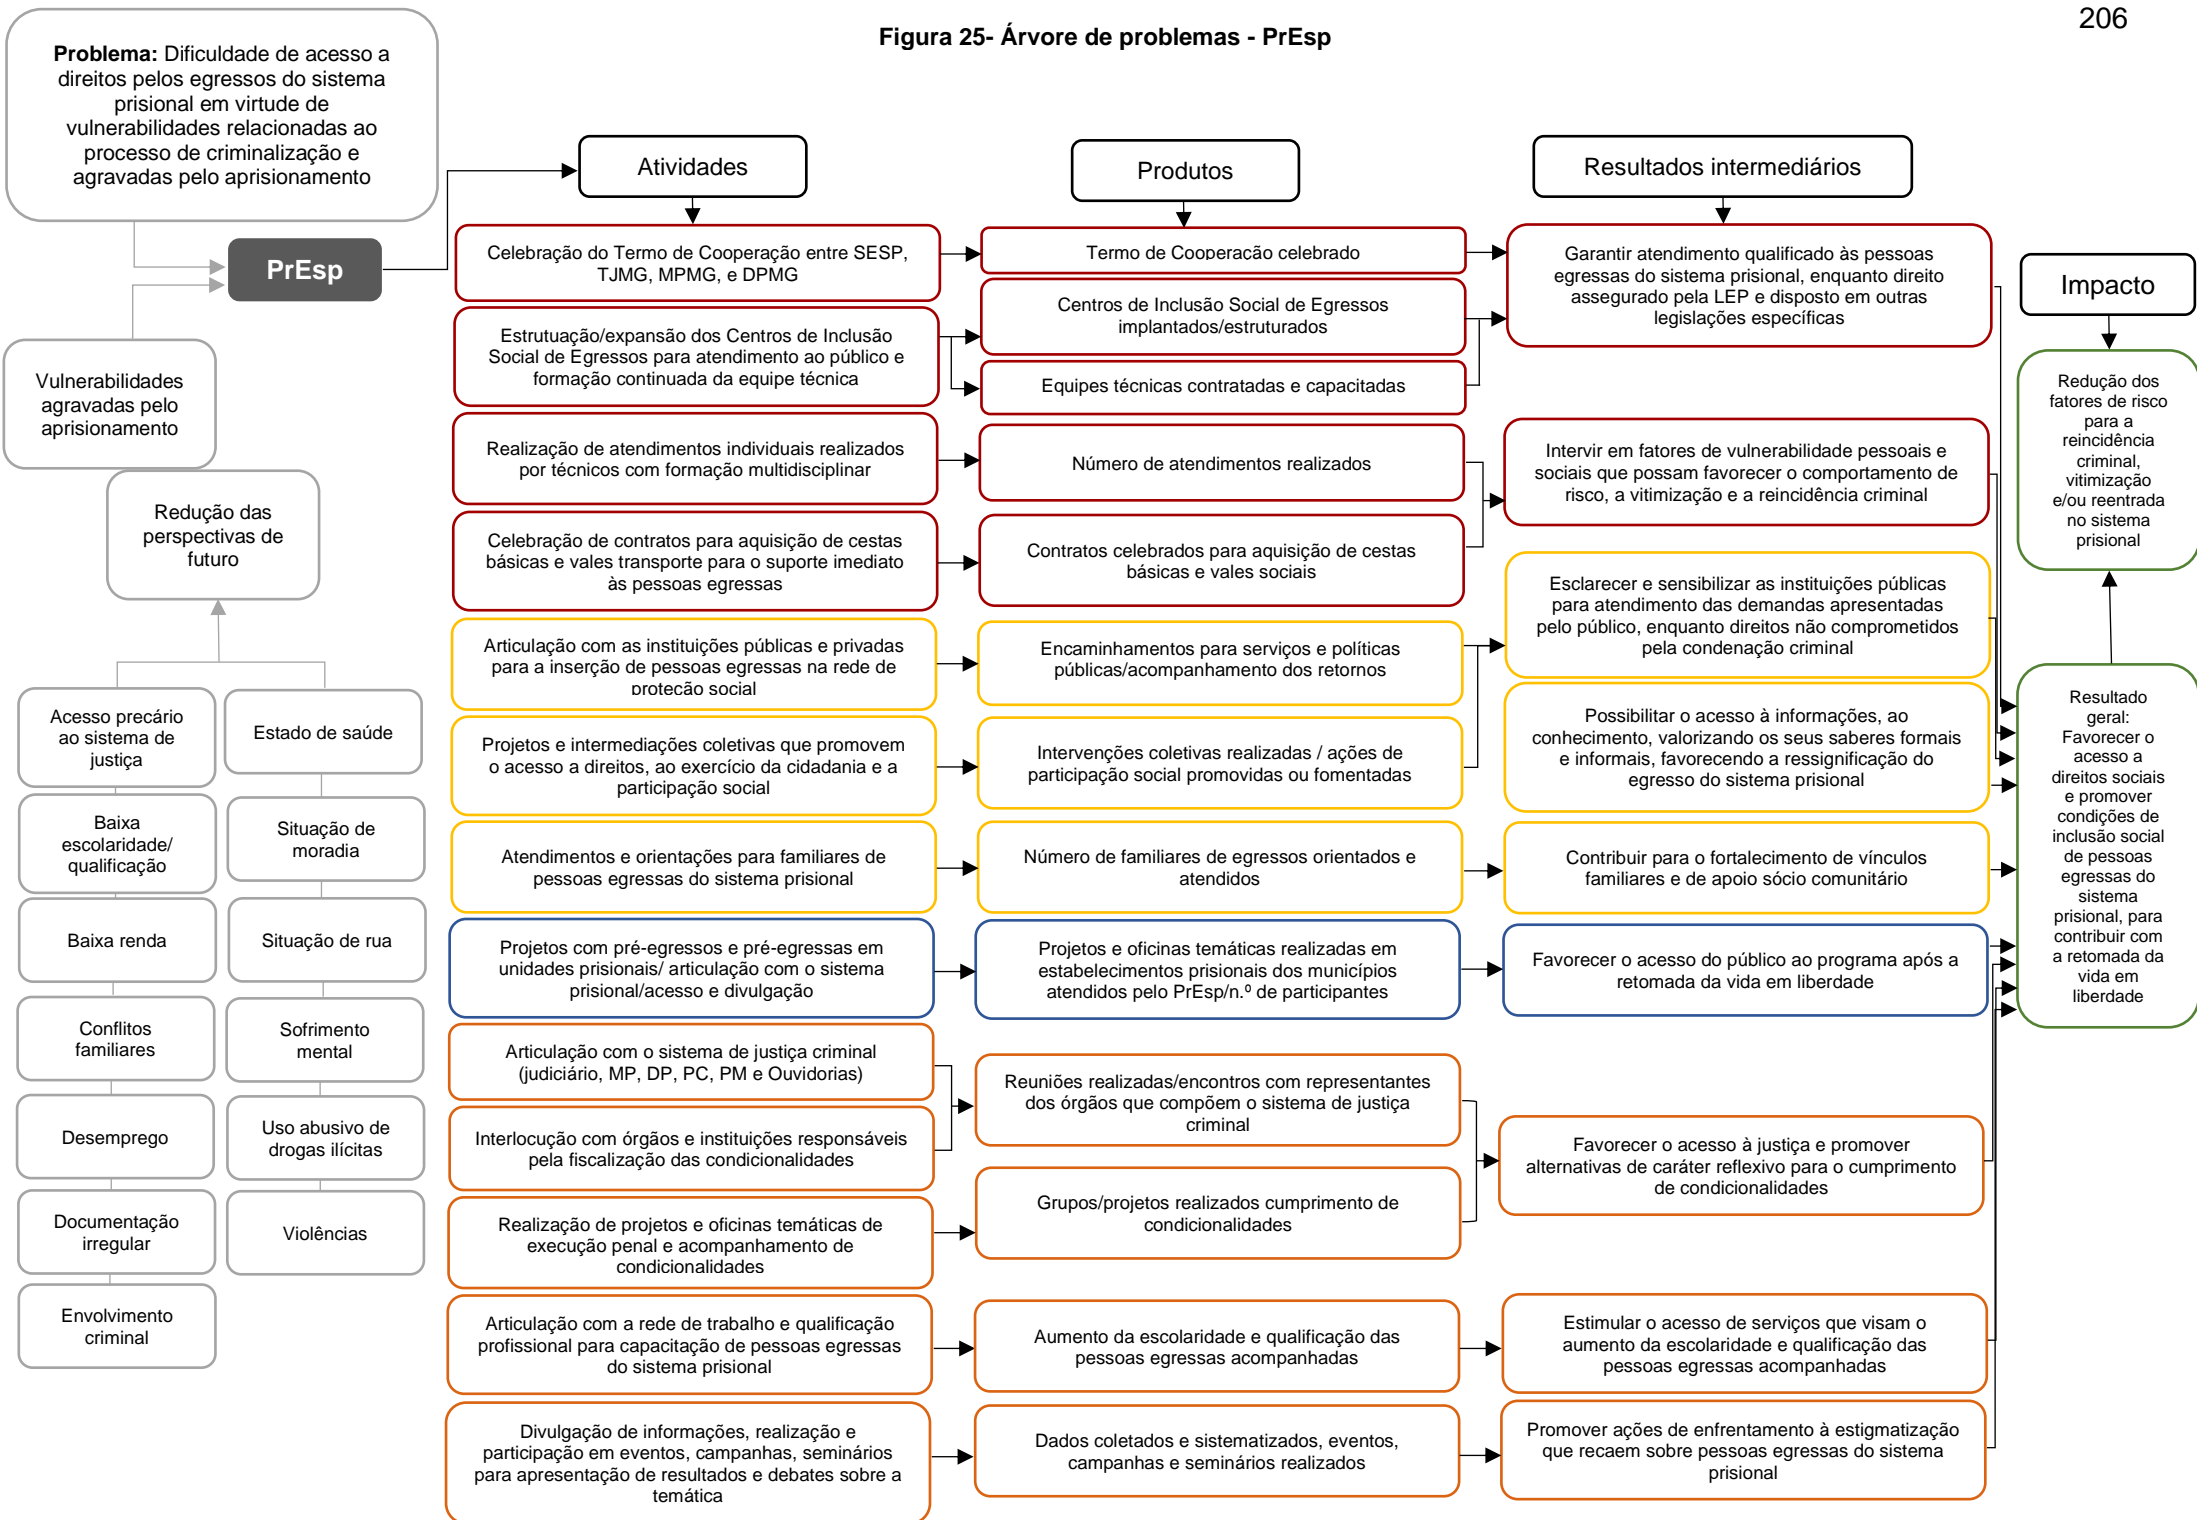 206
Figura 25- Árvore de problemas - PrEsp
Problema: Dificuldade de acesso a
direitos pelos egressos do sistema
prisional em virtude de
vulnerabilidades relacionadas ao
processo de criminalização e
agravadas pelo aprisionamento
PrEsp
Vulnerabilidades
agravadas pelo
aprisionamento
Redução das
perspectivas de
futuro
Acesso precário
ao sistema de
justiça
Baixa
escolaridade/
qualificação
Baixa renda
Conflitos
familiares
Desemprego
Documentação
irregular
Envolvimento
criminal
Estado de saúde
Situação de
moradia
Situação de rua
Sofrimento
mental
Uso abusivo de
drogas ilícitas
Violências
Atividades
Celebração do Termo de Cooperação entre SESP,
TJMG, MPMG, e DPMG
Estrutuação/expansão dos Centros de Inclusão
Social de Egressos para atendimento ao público e
formação continuada da equipe técnica
Realização de atendimentos individuais realizados
por técnicos com formação multidisciplinar
Celebração de contratos para aquisição de cestas
básicas e vales transporte para o suporte imediato
às pessoas egressas
Articulação com as instituições públicas e privadas
para a inserção de pessoas egressas na rede de
proteção social
Projetos e intermediações coletivas que promovem
o acesso a direitos, ao exercício da cidadania e a
participação social
Atendimentos e orientações para familiares de
pessoas egressas do sistema prisional
Projetos com pré-egressos e pré-egressas em
unidades prisionais/ articulação com o sistema
prisional/acesso e divulgação
Articulação com o sistema de justiça criminal
(judiciário, MP, DP, PC, PM e Ouvidorias)
Interlocução com órgãos e instituições responsáveis
pela fiscalização das condicionalidades
Realização de projetos e oficinas temáticas de
execução penal e acompanhamento de
condicionalidades
Articulação com a rede de trabalho e qualificação
profissional para capacitação de pessoas egressas
do sistema prisional
Divulgação de informações, realização e
participação em eventos, campanhas, seminários
para apresentação de resultados e debates sobre a
temática
Produtos
Termo de Cooperação celebrado
Centros de Inclusão Social de Egressos
implantados/estruturados
Equipes técnicas contratadas e capacitadas
Número de atendimentos realizados
Contratos celebrados para aquisição de cestas
básicas e vales sociais
Encaminhamentos para serviços e políticas
públicas/acompanhamento dos retornos
Intervenções coletivas realizadas / ações de
participação social promovidas ou fomentadas
Número de familiares de egressos orientados e
atendidos
Projetos e oficinas temáticas realizadas em
estabelecimentos prisionais dos municípios
atendidos pelo PrEsp/n.º de participantes
Reuniões realizadas/encontros com representantes
dos órgãos que compõem o sistema de justiça
criminal
Grupos/projetos realizados cumprimento de
condicionalidades
Aumento da escolaridade e qualificação das
pessoas egressas acompanhadas
Dados coletados e sistematizados, eventos,
campanhas e seminários realizados
Resultados intermediários
Garantir atendimento qualificado às pessoas
egressas do sistema prisional, enquanto direito
assegurado pela LEP e disposto em outras
legislações específicas
Intervir em fatores de vulnerabilidade pessoais e
sociais que possam favorecer o comportamento de
risco, a vitimização e a reincidência criminal
Esclarecer e sensibilizar as instituições públicas
para atendimento das demandas apresentadas
pelo público, enquanto direitos não comprometidos
pela condenação criminal
Possibilitar o acesso à informações, ao
conhecimento, valorizando os seus saberes formais
e informais, favorecendo a ressignificação do
egresso do sistema prisional
Contribuir para o fortalecimento de vínculos
familiares e de apoio sócio comunitário
Favorecer o acesso do público ao programa após a
retomada da vida em liberdade
Favorecer o acesso à justiça e promover
alternativas de caráter reflexivo para o cumprimento
de condicionalidades
Estimular o acesso de serviços que visam o
aumento da escolaridade e qualificação das
pessoas egressas acompanhadas
Promover ações de enfrentamento à estigmatização
que recaem sobre pessoas egressas do sistema
prisional
Impacto
Redução dos
fatores de risco
para a
reincidência
criminal,
vitimização
e/ou reentrada
no sistema
prisional
Resultado
geral:
Favorecer o
acesso a
direitos sociais
e promover
condições de
inclusão social
de pessoas
egressas do
sistema
prisional, para
contribuir com
a retomada da
vida em
liberdade